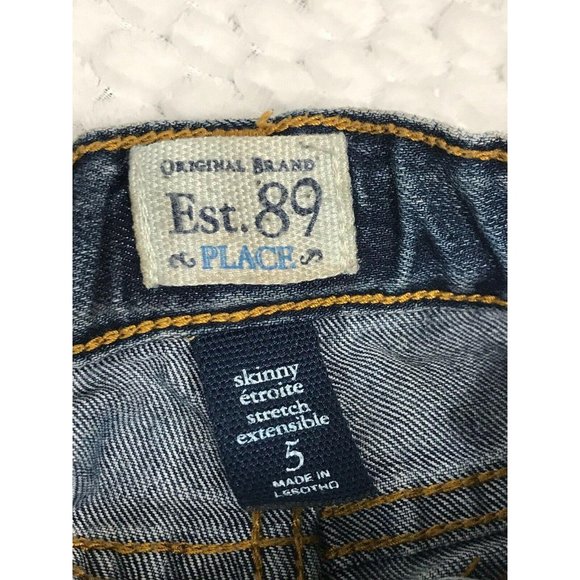 ORIGINAL BRAND
Est. 89
PLACE
skinny
étroite
stretch
extensible
5
MADE IN
LESOTHO